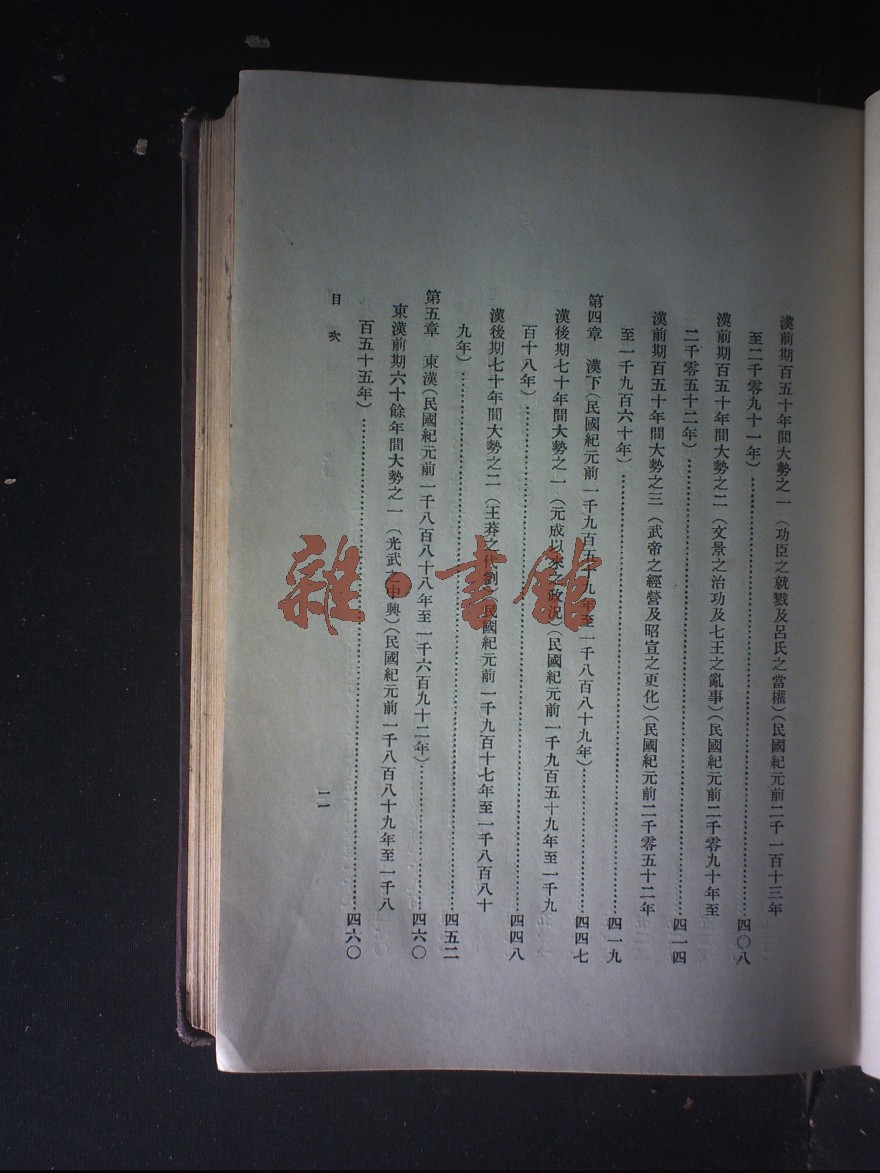 漢前期百五十年間大勢之一（功臣之就戮及呂氏之當權）（民國紀元前二千一百十三年
至二千零九十一年）…………四〇八
漢前期百五十年間大勢之二（文景之治功及七王之亂事）（民國紀元前二千零九十年至
二千零五十二年）…………四一四
漢前期百五十年間大勢之三（武帝之經營及昭宣之更化）（民國紀元前二千零五十二年
至一千九百六十年）…………四一九
第四章　漢下（民國紀元前一千九百五十九年至一千八百八十九年）…………四四七
漢後期七十年間大勢之一（元成以來之政況）（民國紀元前一千九百五十九年至一千九
百十八年）…………四四八
漢後期七十年間大勢之二（王莽之代劉）（民國紀元前一千九百十七年至一千八百八十
九年）…………四五二
第五章　東漢（民國紀元前一千八百八十八年至一千六百九十二年）…………四六〇
東漢前期六十餘年間大勢之一（光武之中興）（民國紀元前一千八百八十九年至一千八
百五十五年）…………四六〇
目次
一一
雜·書館